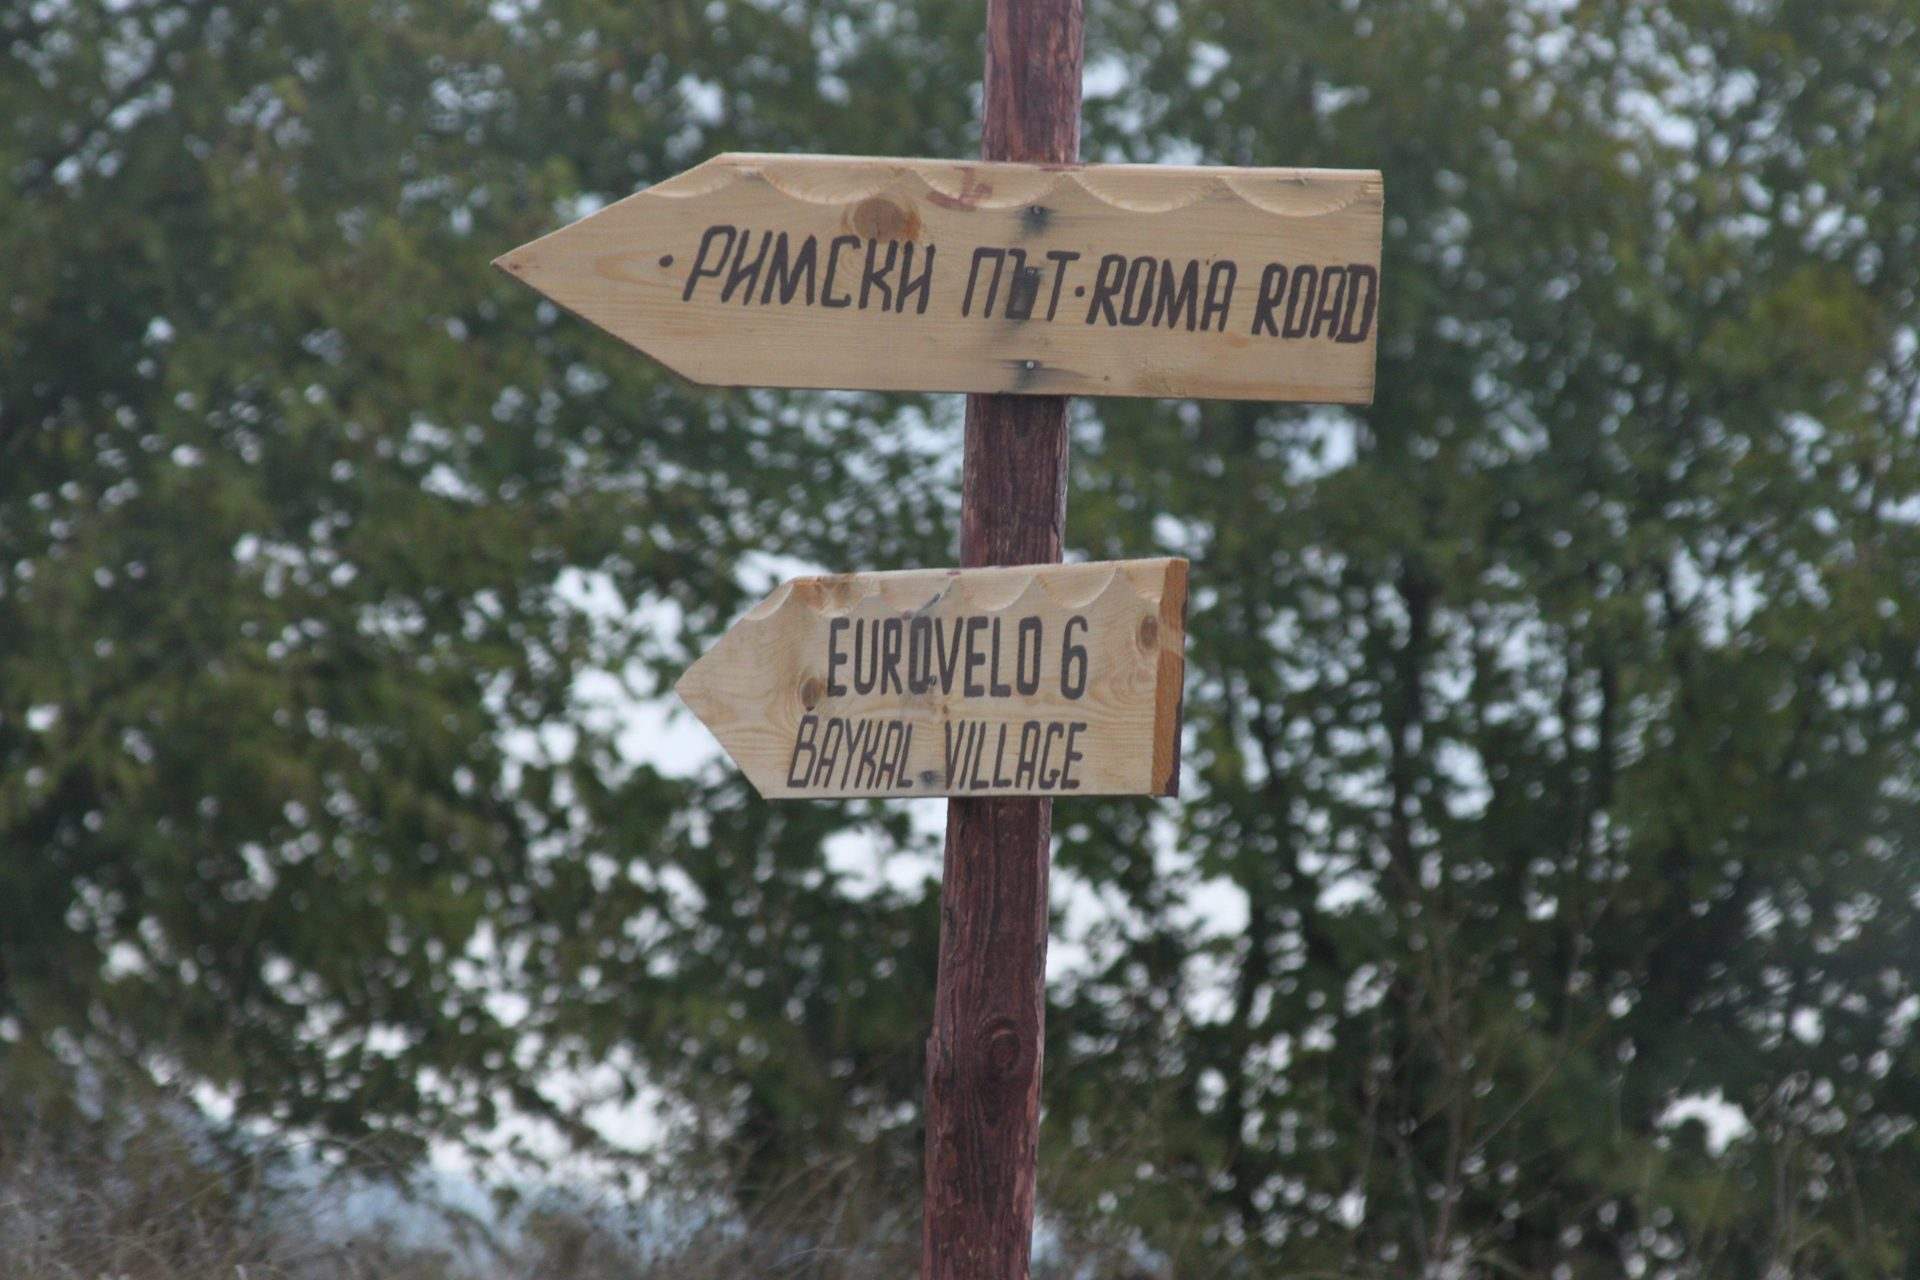 • РИМСКИ ПЪТ • ROMA ROAD
EUROVELO 6
BAYKAL VILLAGE